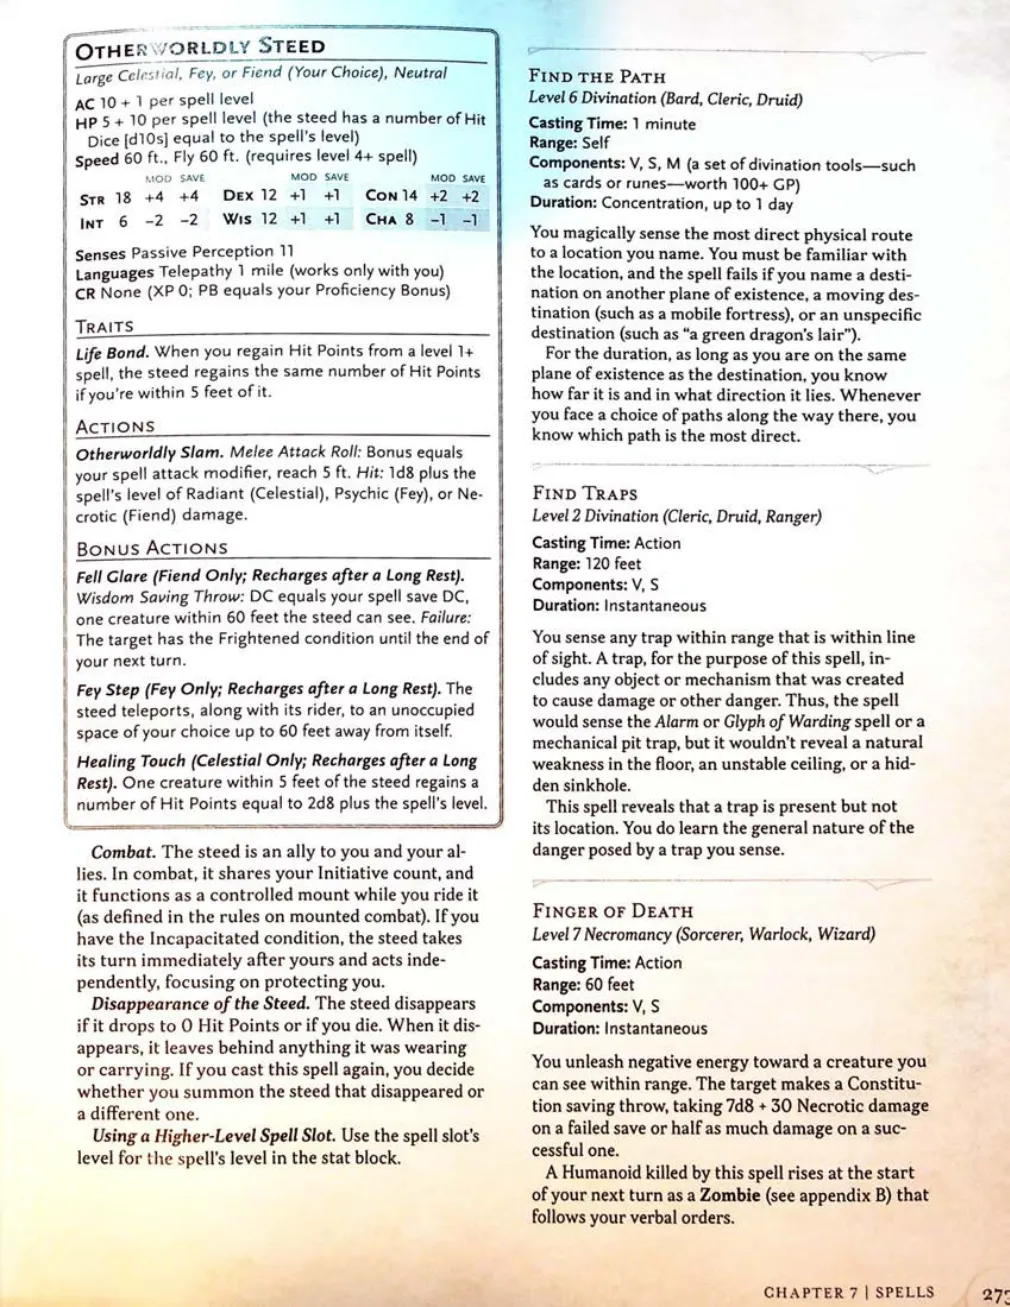 OTHERWORLDLY STEED
Large Celestial, Fey, or Fiend (Your Choice), Neutral
AC 10 + 1 per spell level
HP 5 + 10 per spell level (the steed has a number of Hit
Dice [d10s] equal to the spell's level)
Speed 60 ft., Fly 60 ft. (requires level 4+ spell)
MOD SAVE MOD SAVE MOD SAVE
STR 18 +4 +4 DEX 12 +1 +1 CON 14 +2 +2
INT 6 −2 −2 WIS 12 +1 +1 CHA 8 −1 −1
Senses Passive Perception 11
Languages Telepathy 1 mile (works only with you)
CR None (XP 0; PB equals your Proficiency Bonus)
TRAITS
Life Bond. When you regain Hit Points from a level 1+
spell, the steed regains the same number of Hit Points
if you're within 5 feet of it.
ACTIONS
Otherworldly Slam. Melee Attack Roll: Bonus equals
your spell attack modifier, reach 5 ft. Hit: 1d8 plus the
spell's level of Radiant (Celestial), Psychic (Fey), or Ne-
crotic (Fiend) damage.
BONUS ACTIONS
Fell Glare (Fiend Only; Recharges after a Long Rest).
Wisdom Saving Throw: DC equals your spell save DC,
one creature within 60 feet the steed can see. Failure:
The target has the Frightened condition until the end of
your next turn.
Fey Step (Fey Only; Recharges after a Long Rest). The
steed teleports, along with its rider, to an unoccupied
space of your choice up to 60 feet away from itself.
Healing Touch (Celestial Only; Recharges after a Long
Rest). One creature within 5 feet of the steed regains a
number of Hit Points equal to 2d8 plus the spell's level.
Combat. The steed is an ally to you and your al-
lies. In combat, it shares your Initiative count, and
it functions as a controlled mount while you ride it
(as defined in the rules on mounted combat). If you
have the Incapacitated condition, the steed takes
its turn immediately after yours and acts inde-
pendently, focusing on protecting you.
Disappearance of the Steed. The steed disappears
if it drops to 0 Hit Points or if you die. When it dis-
appears, it leaves behind anything it was wearing
or carrying. If you cast this spell again, you decide
whether you summon the steed that disappeared or
a different one.
Using a Higher-Level Spell Slot. Use the spell slot's
level for the spell's level in the stat block.
FIND THE PATH
Level 6 Divination (Bard, Cleric, Druid)
Casting Time: 1 minute
Range: Self
Components: V, S, M (a set of divination tools—such
as cards or runes—worth 100+ GP)
Duration: Concentration, up to 1 day
You magically sense the most direct physical route
to a location you name. You must be familiar with
the location, and the spell fails if you name a desti-
nation on another plane of existence, a moving des-
tination (such as a mobile fortress), or an unspecific
destination (such as "a green dragon's lair").
For the duration, as long as you are on the same
plane of existence as the destination, you know
how far it is and in what direction it lies. Whenever
you face a choice of paths along the way there, you
know which path is the most direct.
FIND TRAPS
Level 2 Divination (Cleric, Druid, Ranger)
Casting Time: Action
Range: 120 feet
Components: V, S
Duration: Instantaneous
You sense any trap within range that is within line
of sight. A trap, for the purpose of this spell, in-
cludes any object or mechanism that was created
to cause damage or other danger. Thus, the spell
would sense the Alarm or Glyph of Warding spell or a
mechanical pit trap, but it wouldn't reveal a natural
weakness in the floor, an unstable ceiling, or a hid-
den sinkhole.
This spell reveals that a trap is present but not
its location. You do learn the general nature of the
danger posed by a trap you sense.
FINGER OF DEATH
Level 7 Necromancy (Sorcerer, Warlock, Wizard)
Casting Time: Action
Range: 60 feet
Components: V, S
Duration: Instantaneous
You unleash negative energy toward a creature you
can see within range. The target makes a Constitu-
tion saving throw, taking 7d8 + 30 Necrotic damage
on a failed save or half as much damage on a suc-
cessful one.
A Humanoid killed by this spell rises at the start
of your next turn as a Zombie (see appendix B) that
follows your verbal orders.
CHAPTER 7 | SPELLS 273